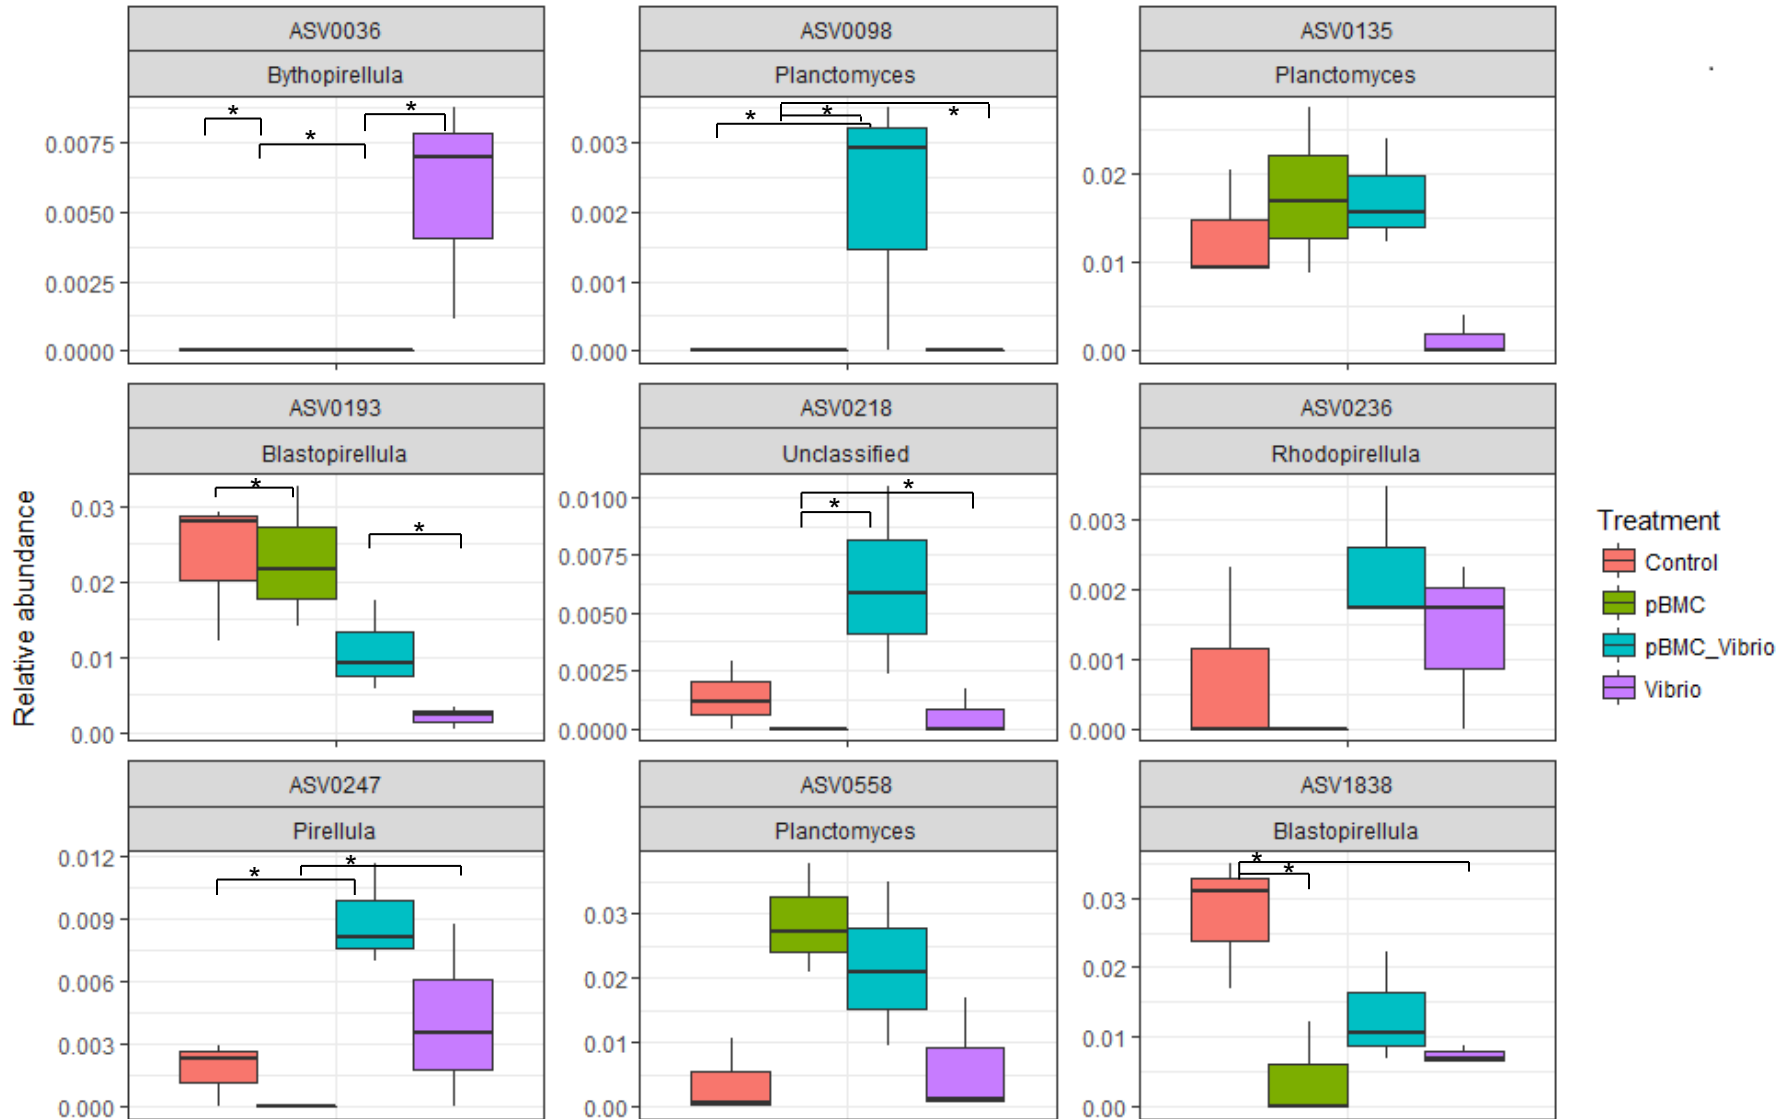 ASV0036
ASV0098
ASV0135
Bythopirellula
Planctomyces
Planctomyces
* * *
* * *
0.0075
0.0050
0.0025
0.0000
0.003
0.002
0.001
0.000
0.02
0.01
0.00
ASV0193
ASV0218
ASV0236
Blastopirellula
Unclassified
Rhodopirellula
* *
* *
0.03
0.02
0.01
0.00
0.0100
0.0075
0.0050
0.0025
0.0000
0.003
0.002
0.001
0.000
ASV0247
ASV0558
ASV1838
Pirellula
Planctomyces
Blastopirellula
* *
* *
0.012
0.009
0.006
0.003
0.000
0.03
0.02
0.01
0.00
0.03
0.02
0.01
0.00
Relative abundance
Treatment
Control
pBMC
pBMC_Vibrio
Vibrio